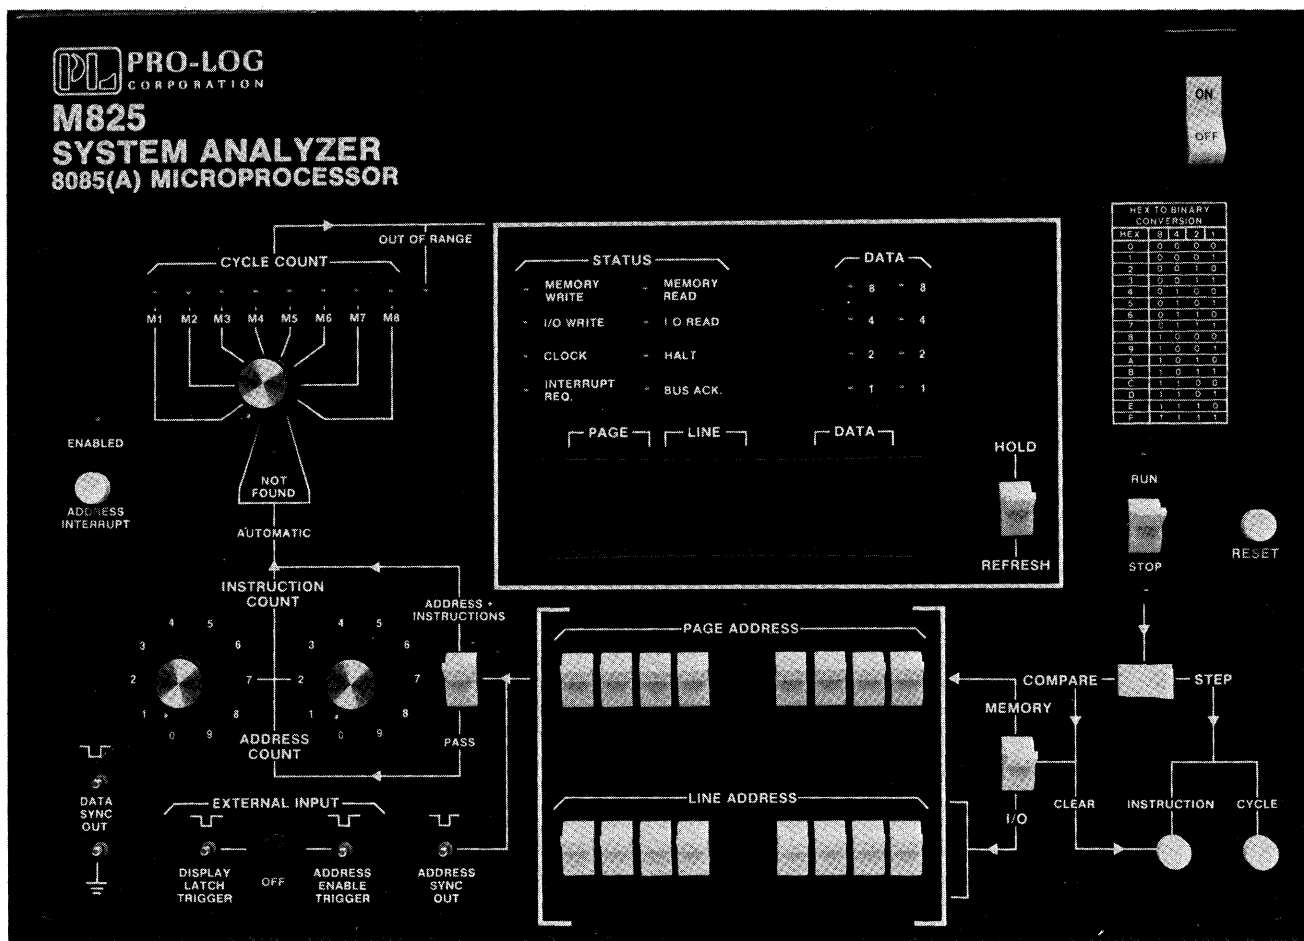 PL PRO-LOG
CORPORATION
M825
SYSTEM ANALYZER
8085(A) MICROPROCESSOR
ON
OFF
OUT OF RANGE
CYCLE COUNT
M1 M2 M3 M4 M5 M6 M7 M8
ENABLED
ADDRESS
INTERRUPT
NOT
FOUND
AUTOMATIC
STATUS
MEMORY
WRITE
MEMORY
READ
I/O WRITE
I O READ
CLOCK
HALT
INTERRUPT
REQ.
BUS ACK.
DATA
8 8
4 4
2 2
1 1
PAGE
LINE
DATA
HOLD
REFRESH
HEX TO BINARY
CONVERSION
HEX 8 4 2 1
0 0 0 0 0
1 0 0 0 1
2 0 0 1 0
3 0 0 1 1
4 0 1 0 0
5 0 1 0 1
6 0 1 1 0
7 0 1 1 1
8 1 0 0 0
9 1 0 0 1
A 1 0 1 0
B 1 0 1 1
C 1 1 0 0
D 1 1 0 1
E 1 1 1 0
F 1 1 1 1
RUN
STOP
RESET
INSTRUCTION
COUNT
0 1 2 3 4 5 6 7 8 9
0 1 2 3 4 5 6 7 8 9
ADDRESS
COUNT
ADDRESS +
INSTRUCTIONS
PASS
PAGE ADDRESS
LINE ADDRESS
MEMORY
I/O
COMPARE
STEP
CLEAR
INSTRUCTION
CYCLE
DATA
SYNC
OUT
EXTERNAL INPUT
DISPLAY
LATCH
TRIGGER
OFF
ADDRESS
ENABLE
TRIGGER
ADDRESS
SYNC
OUT